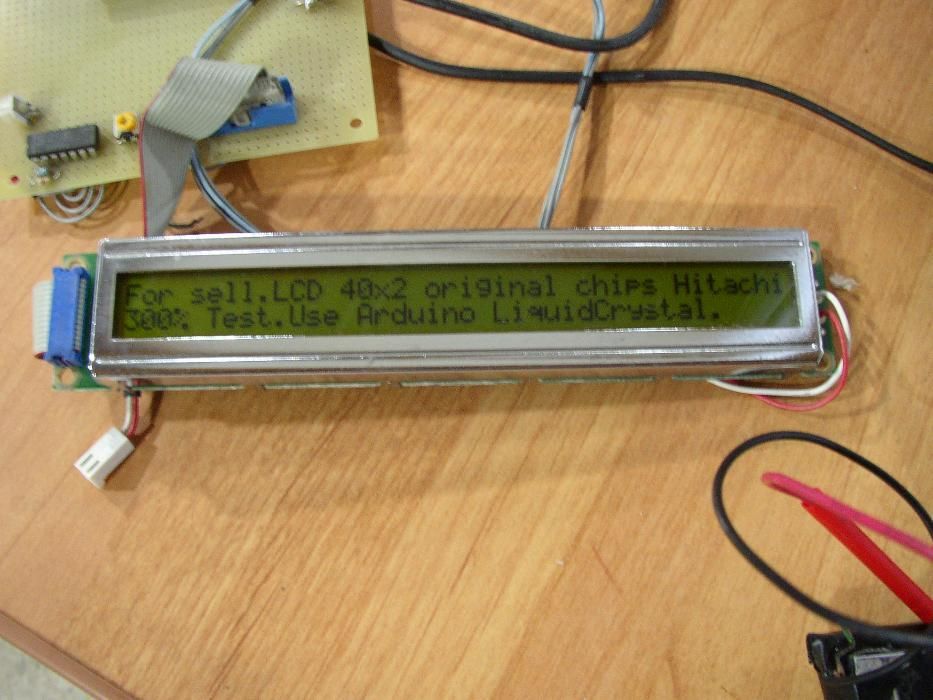 For sell.LCD 40x2 original chips Hitachi
300% Test.Use Arduino LiquidCrystal.